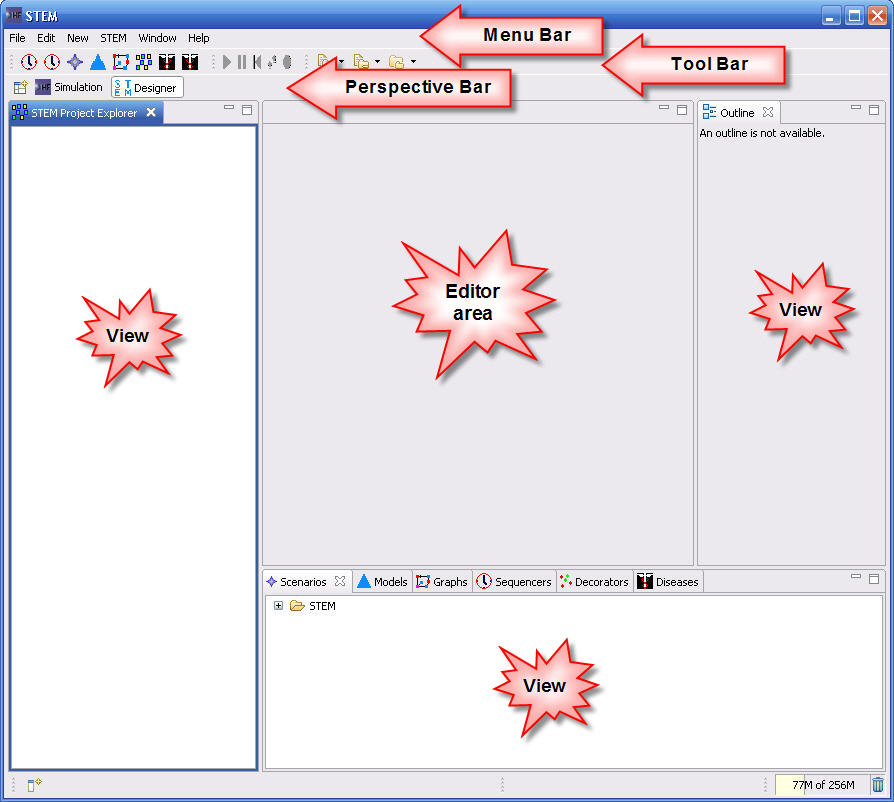 STEM
File Edit New STEM Window Help
Menu Bar
Tool Bar
Simulation
Designer
Perspective Bar
STEM Project Explorer
Outline
An outline is not available.
View
Editor
area
View
Scenarios
Models
Graphs
Sequencers
Decorators
Diseases
STEM
View
77M of 256M